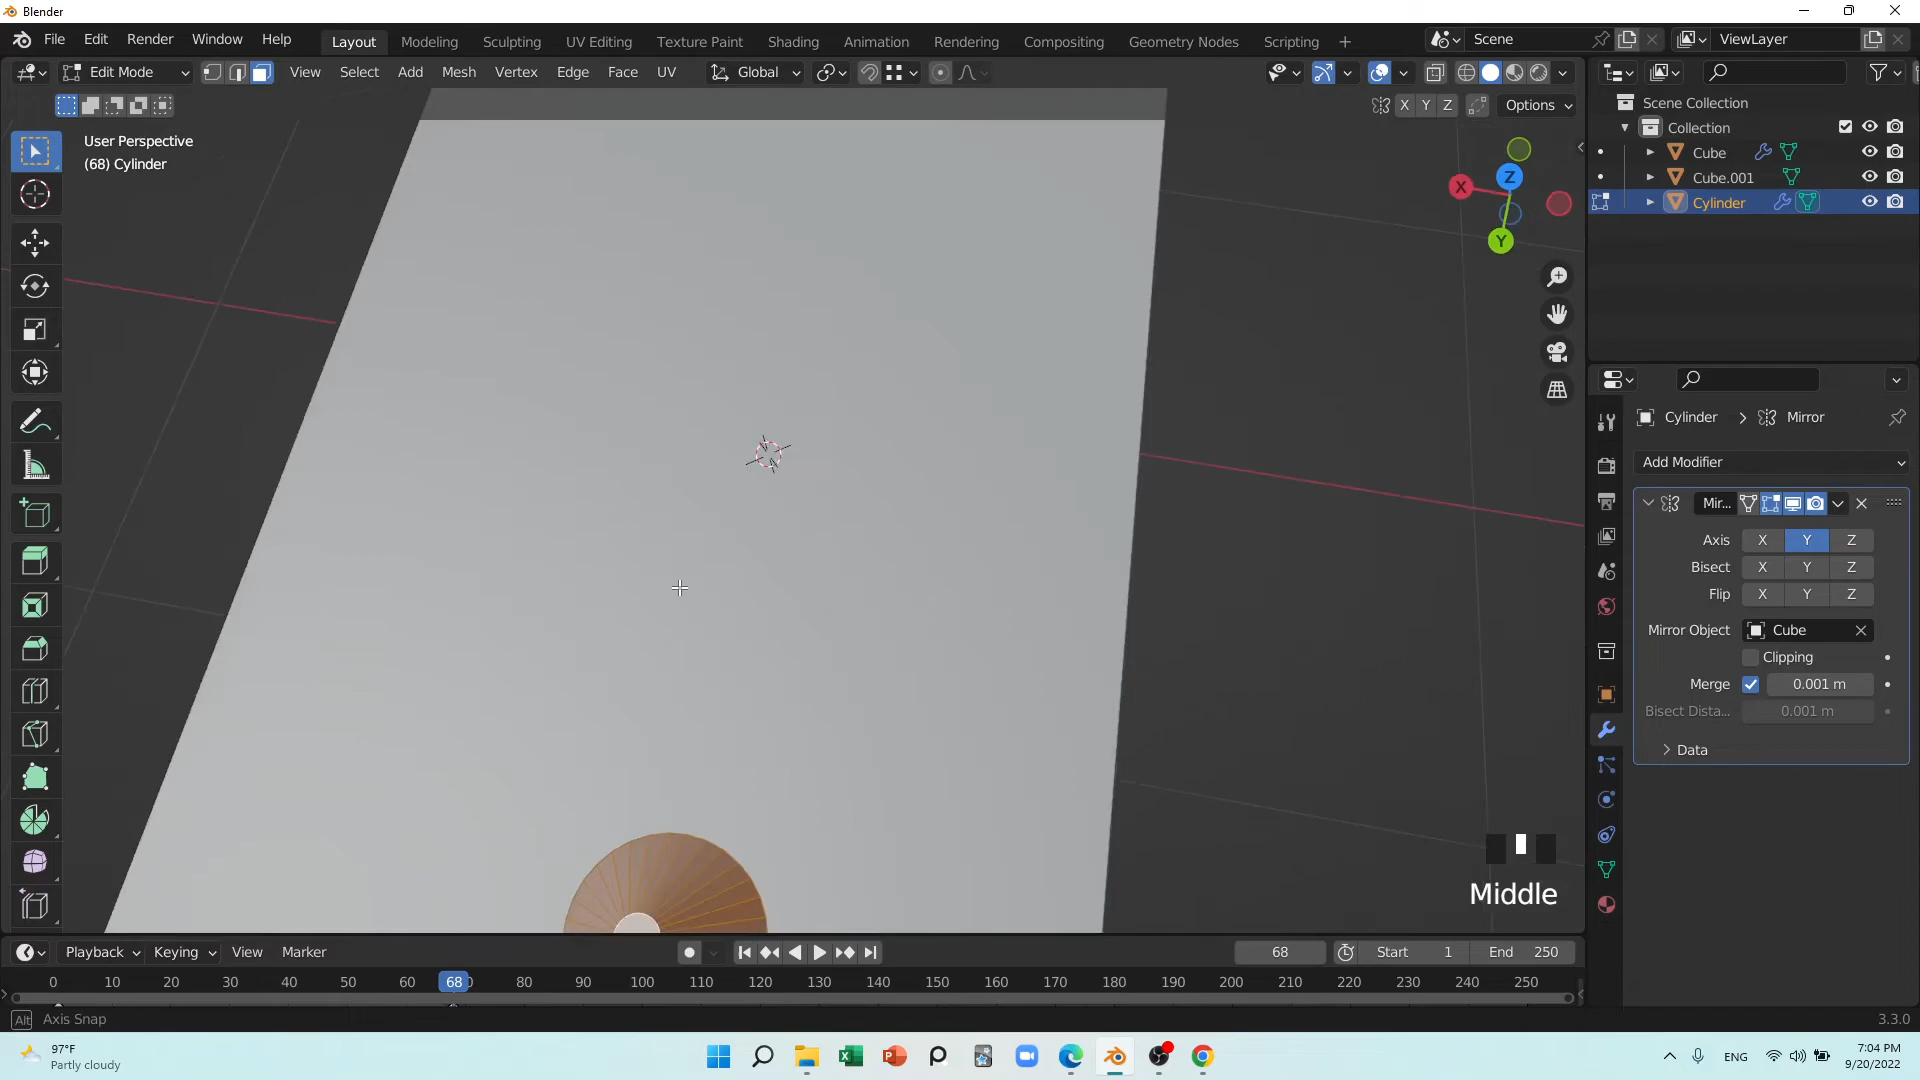 Blender
File Edit Render Window Help Layout Modeling Sculpting UV Editing Texture Paint Shading Animation Rendering Compositing Geometry Nodes Scripting + Scene ViewLayer
Edit Mode View Select Add Mesh Vertex Edge Face UV Global
X Y Z Options
User Perspective
(68) Cylinder
Scene Collection
Collection
Cube
Cube.001
Cylinder
X Z Y
Cylinder > Mirror
Add Modifier
Mir...
Axis X Y Z
Bisect X Y Z
Flip X Y Z
Mirror Object Cube
Clipping
Merge 0.001 m
Bisect Dista... 0.001 m
Data
Middle
Playback Keying View Marker 68 Start 1 End 250
0 10 20 30 40 50 60 68 80 90 100 110 120 130 140 150 160 170 180 190 200 210 220 230 240 250
Alt Axis Snap 3.3.0
97°F
Partly cloudy
ENG
7:04 PM
9/20/2022